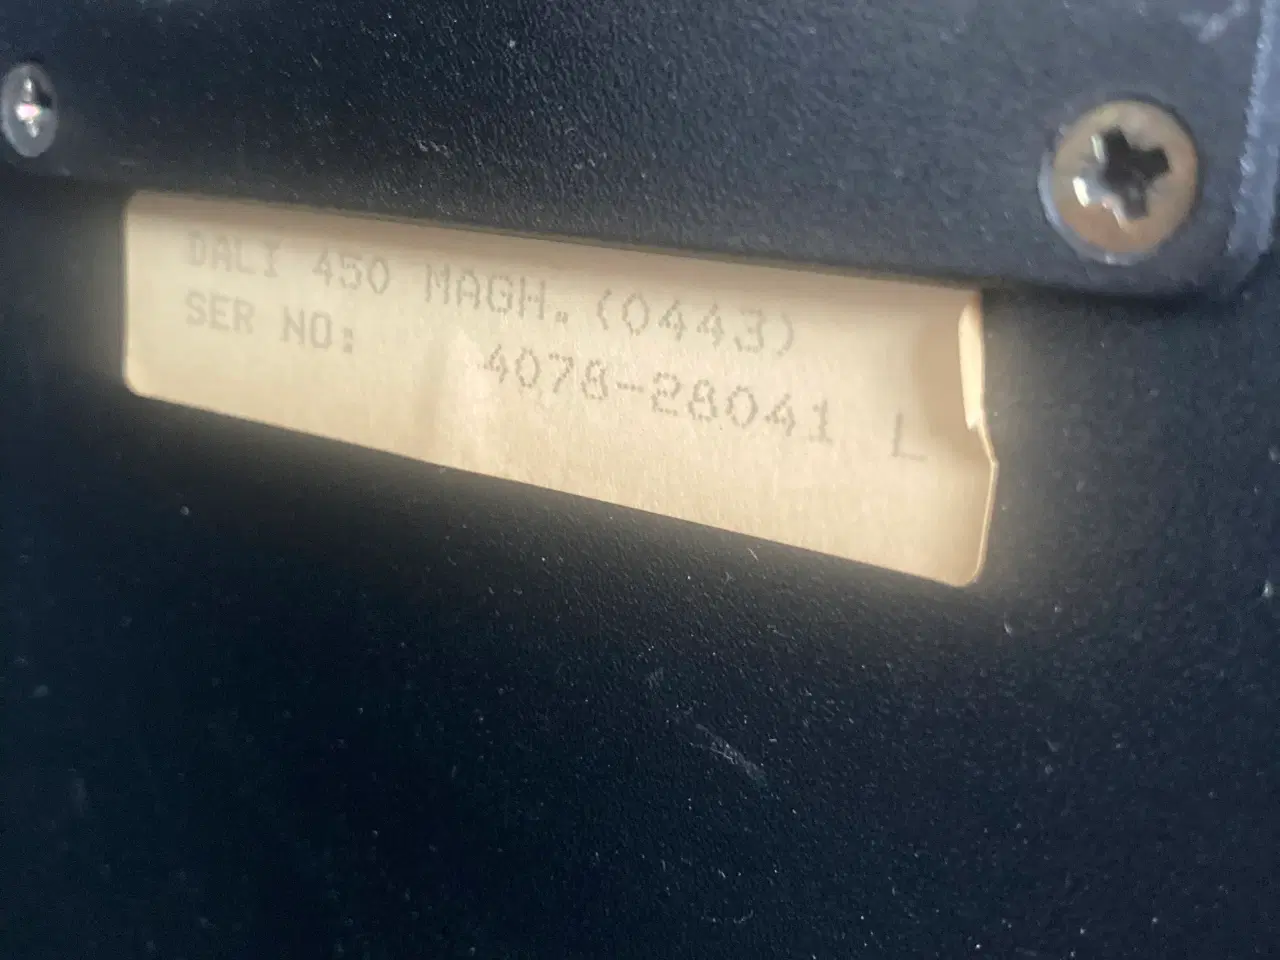 DALI 450 MAGH. (0443)
SER NO: 4078-28041 L